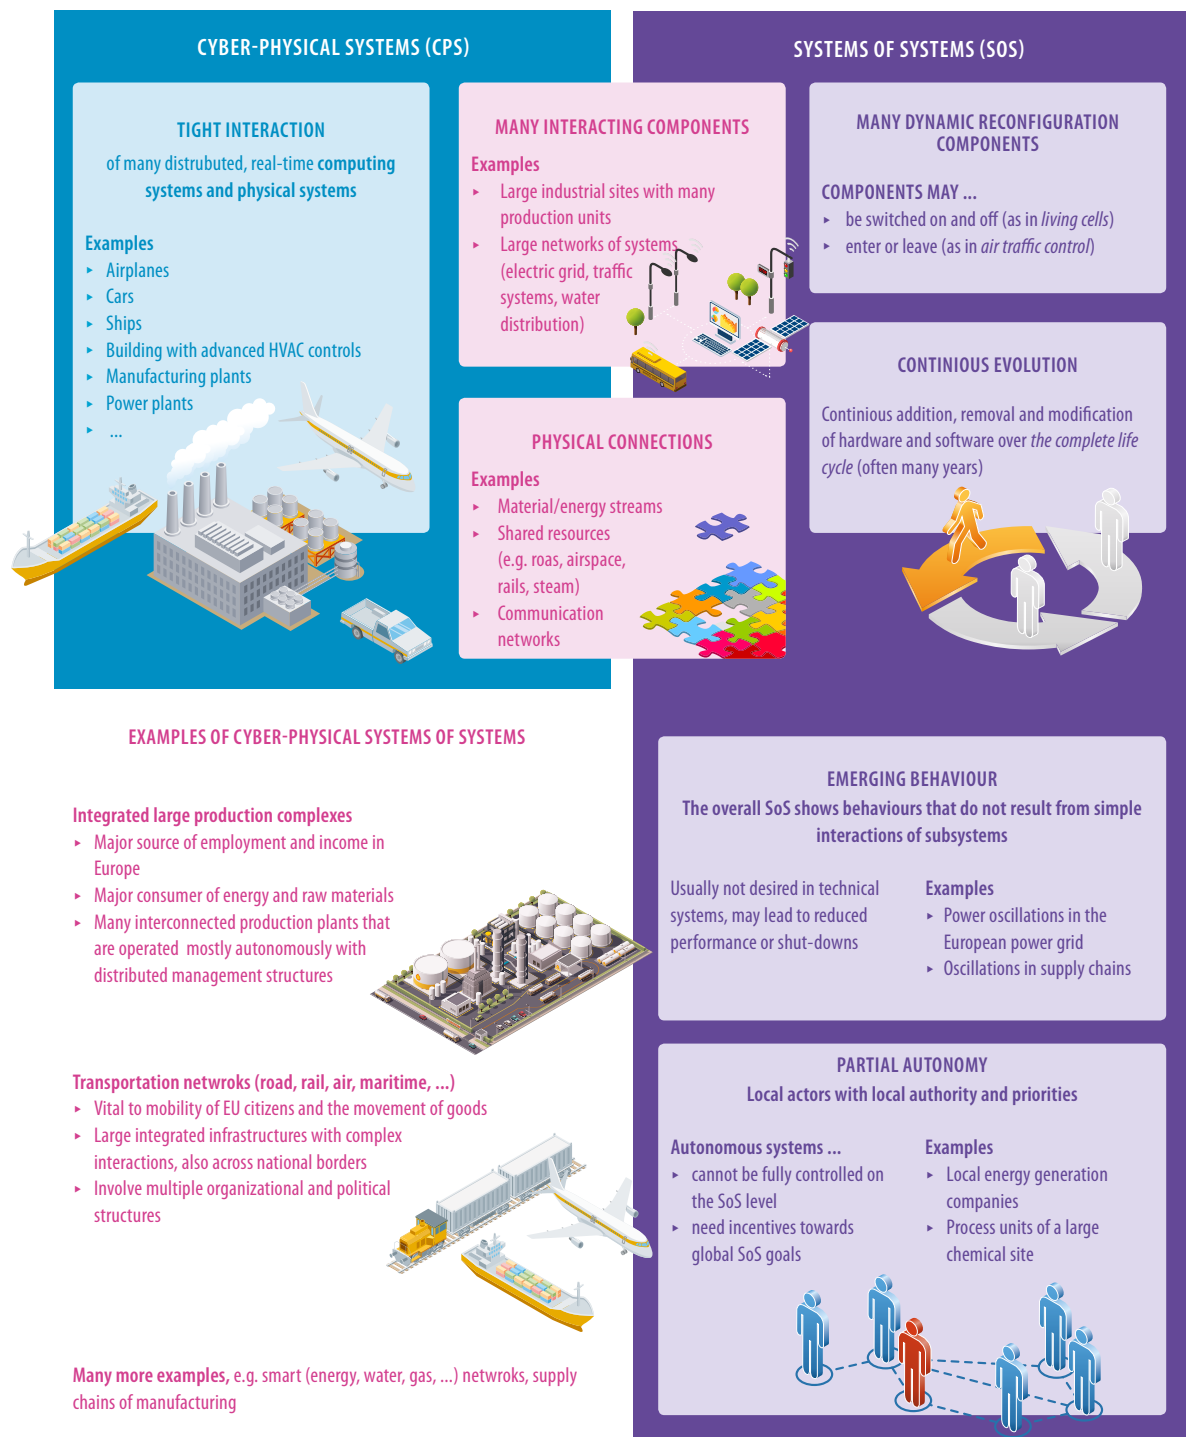 CYBER-PHYSICAL SYSTEMS (CPS)
TIGHT INTERACTION
of many distrubuted, real-time computing
systems and physical systems
Examples
▸ Airplanes
▸ Cars
▸ Ships
▸ Building with advanced HVAC controls
▸ Manufacturing plants
▸ Power plants
▸ ...
MANY INTERACTING COMPONENTS
Examples
▸ Large industrial sites with many
production units
▸ Large networks of systems
(electric grid, traffic
systems, water
distribution)
PHYSICAL CONNECTIONS
Examples
▸ Material/energy streams
▸ Shared resources
(e.g. roas, airspace,
rails, steam)
▸ Communication
networks
SYSTEMS OF SYSTEMS (SOS)
MANY DYNAMIC RECONFIGURATION
COMPONENTS
COMPONENTS MAY ...
▸ be switched on and off (as in living cells)
▸ enter or leave (as in air traffic control)
CONTINIOUS EVOLUTION
Continious addition, removal and modification
of hardware and software over the complete life
cycle (often many years)
EXAMPLES OF CYBER-PHYSICAL SYSTEMS OF SYSTEMS
Integrated large production complexes
▸ Major source of employment and income in
Europe
▸ Major consumer of energy and raw materials
▸ Many interconnected production plants that
are operated mostly autonomously with
distributed management structures
Transportation netwroks (road, rail, air, maritime, ...)
▸ Vital to mobility of EU citizens and the movement of goods
▸ Large integrated infrastructures with complex
interactions, also across national borders
▸ Involve multiple organizational and political
structures
Many more examples, e.g. smart (energy, water, gas, ...) netwroks, supply
chains of manufacturing
EMERGING BEHAVIOUR
The overall SoS shows behaviours that do not result from simple
interactions of subsystems
Usually not desired in technical
systems, may lead to reduced
performance or shut-downs
Examples
▸ Power oscillations in the
European power grid
▸ Oscillations in supply chains
PARTIAL AUTONOMY
Local actors with local authority and priorities
Autonomous systems ...
▸ cannot be fully controlled on
the SoS level
▸ need incentives towards
global SoS goals
Examples
▸ Local energy generation
companies
▸ Process units of a large
chemical site